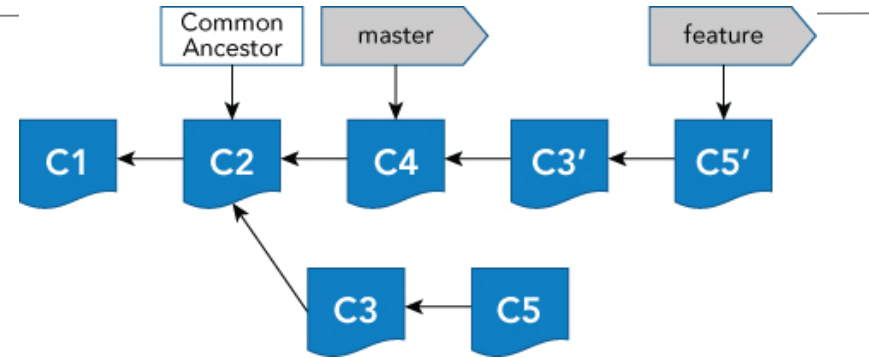 Common
Ancestor
master
feature
C1
C2
C4
C3’
C5’
C3
C5